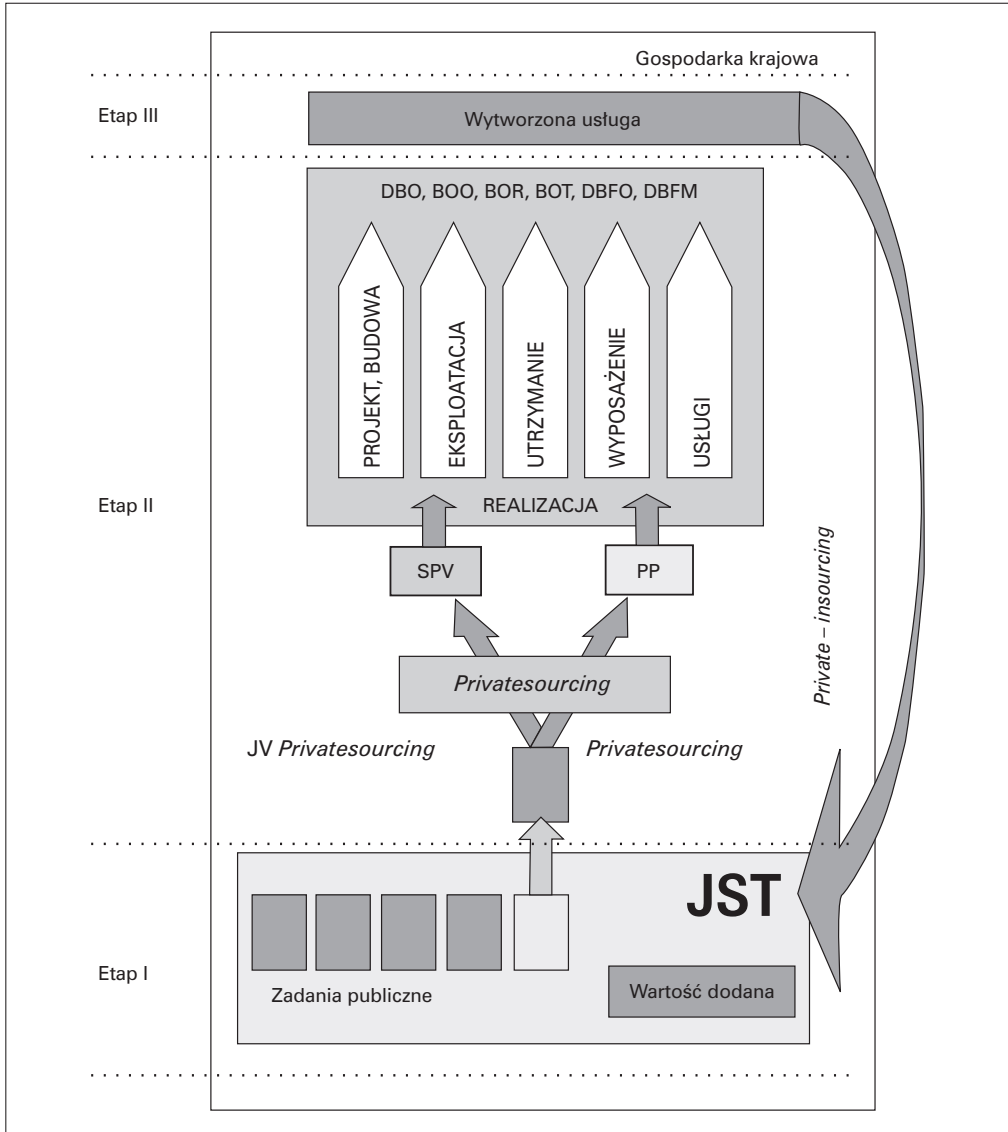 Gospodarka krajowa
Etap III
Wytworzona usługa
DBO, BOO, BOR, BOT, DBFO, DBFM
PROJEKT, BUDOWA
EKSPLOATACJA
UTRZYMANIE
WYPOSAŻENIE
USŁUGI
Etap II
REALIZACJA
SPV
PP
Private – insourcing
Privatesourcing
JV Privatesourcing
Privatesourcing
JST
Etap I
Zadania publiczne
Wartość dodana